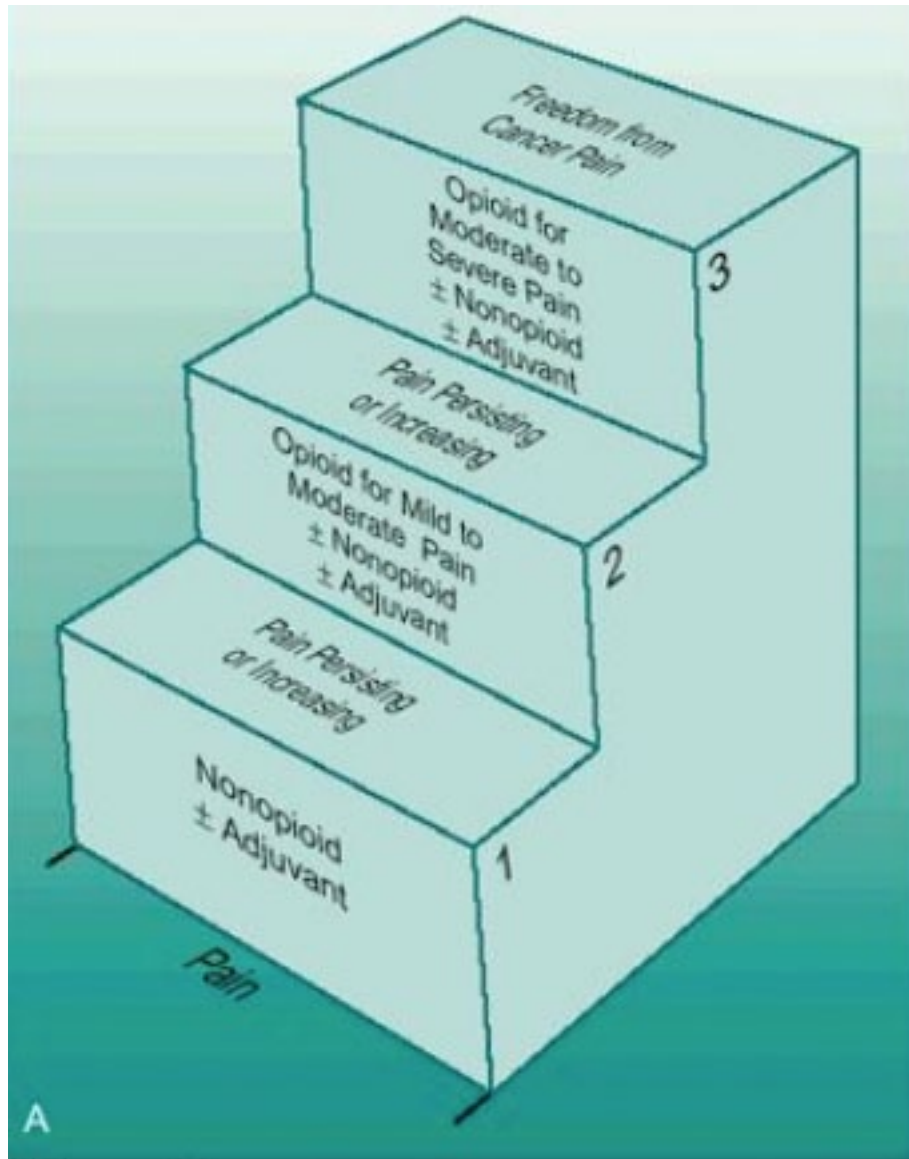 Freedom from
Cancer Pain
Opioid for
Moderate to
Severe Pain
± Nonopioid
± Adjuvant
3
Pain Persisting
or Increasing
Opioid for Mild to
Moderate Pain
± Nonopioid
± Adjuvant
2
Pain Persisting
or Increasing
Nonopioid
± Adjuvant
1
Pain
A